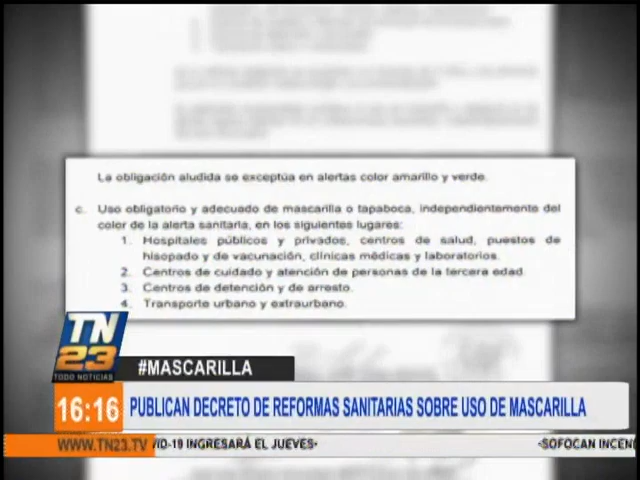 La obligación aludida se exceptúa en alertas color amarillo y verde.
c. Uso obligatorio y adecuado de mascarilla o tapaboca, independientemente del
color de la alerta sanitaria, en los siguientes lugares:
1. Hospitales públicos y privados, centros de salud, puestos de
hisopado y de vacunación, clínicas médicas y laboratorios.
2. Centros de cuidado y atención de personas de la tercera edad.
3. Centros de detención y de arresto.
4. Transporte urbano y extraurbano.
TN
23
TODO NOTICIAS
#MASCARILLA
16:16 PUBLICAN DECRETO DE REFORMAS SANITARIAS SOBRE USO DE MASCARILLA
WWW.TN23.TV VID-19 INGRESARÁ EL JUEVES· ·SOFOCAN INCEN